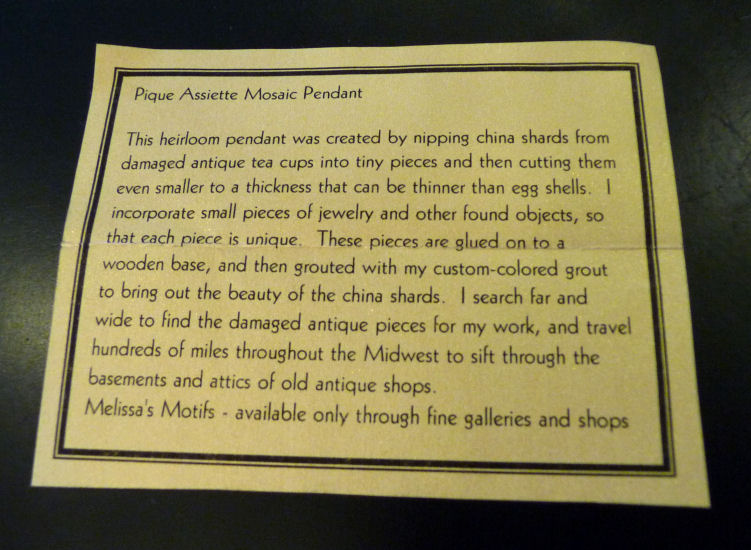 Pique Assiette Mosaic Pendant
This heirloom pendant was created by nipping china shards from
damaged antique tea cups into tiny pieces and then cutting them
even smaller to a thickness that can be thinner than egg shells. I
incorporate small pieces of jewelry and other found objects, so
that each piece is unique. These pieces are glued on to a
wooden base, and then grouted with my custom-colored grout
to bring out the beauty of the china shards. I search far and
wide to find the damaged antique pieces for my work, and travel
hundreds of miles throughout the Midwest to sift through the
basements and attics of old antique shops.
Melissa's Motifs - available only through fine galleries and shops